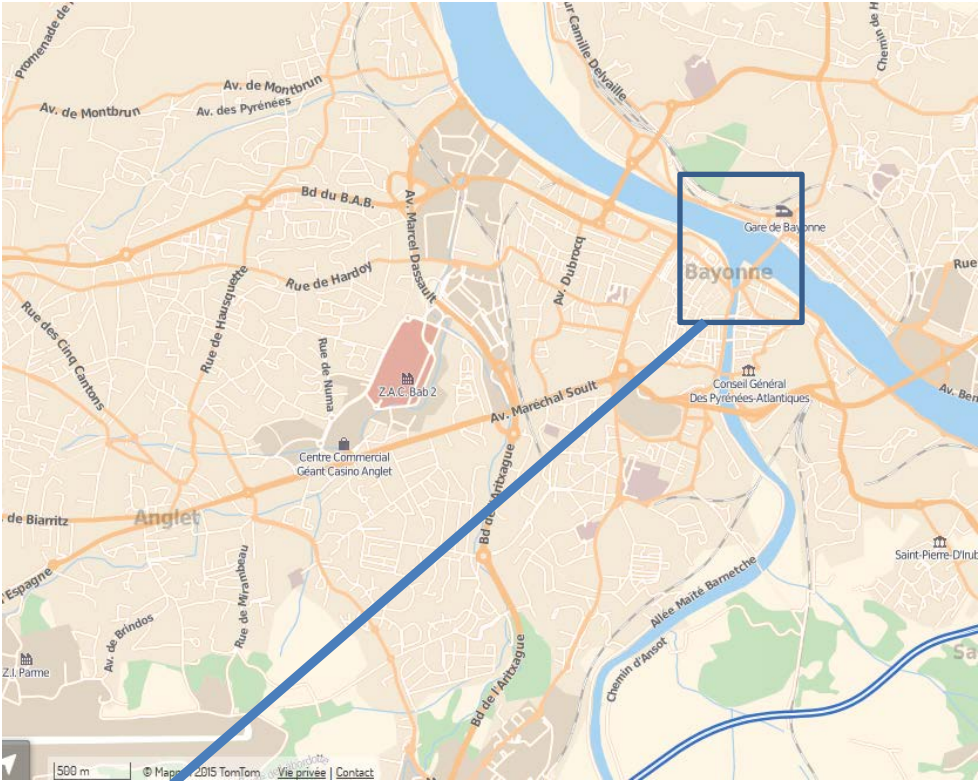 Promenade de
ur Camille Delvaille
Chemin de H
Av. de Montbrun
Av. de Montbrun
Av. des Pyrénées
Bd du B.A.B.
Av. Marcel Dassault
Gare de Bayonne
Av. Dubrocq
Bayonne
Rue
Rue de Hardoy
Rue de Hausquette
Rue des Cinq Cantons
Rue de Numa
Z.A.C. Bab 2
Conseil Général
Des Pyrénées-Atlantiques
Av. Ben
Av. Maréchal Soult
Centre Commercial
Géant Casino Anglet
de Biarritz
Anglet
Bd de l'Aritxague
Saint-Pierre-D'Irub
l'Espagne
Rue de Mirambeau
Allée Maïté Barnetche
Av. de Brindos
Chemin d'Ansot
Sa
Z.I. Parme
Bd de l'Aritxague
500 m
2015 TomTom
Vie privée | Contact